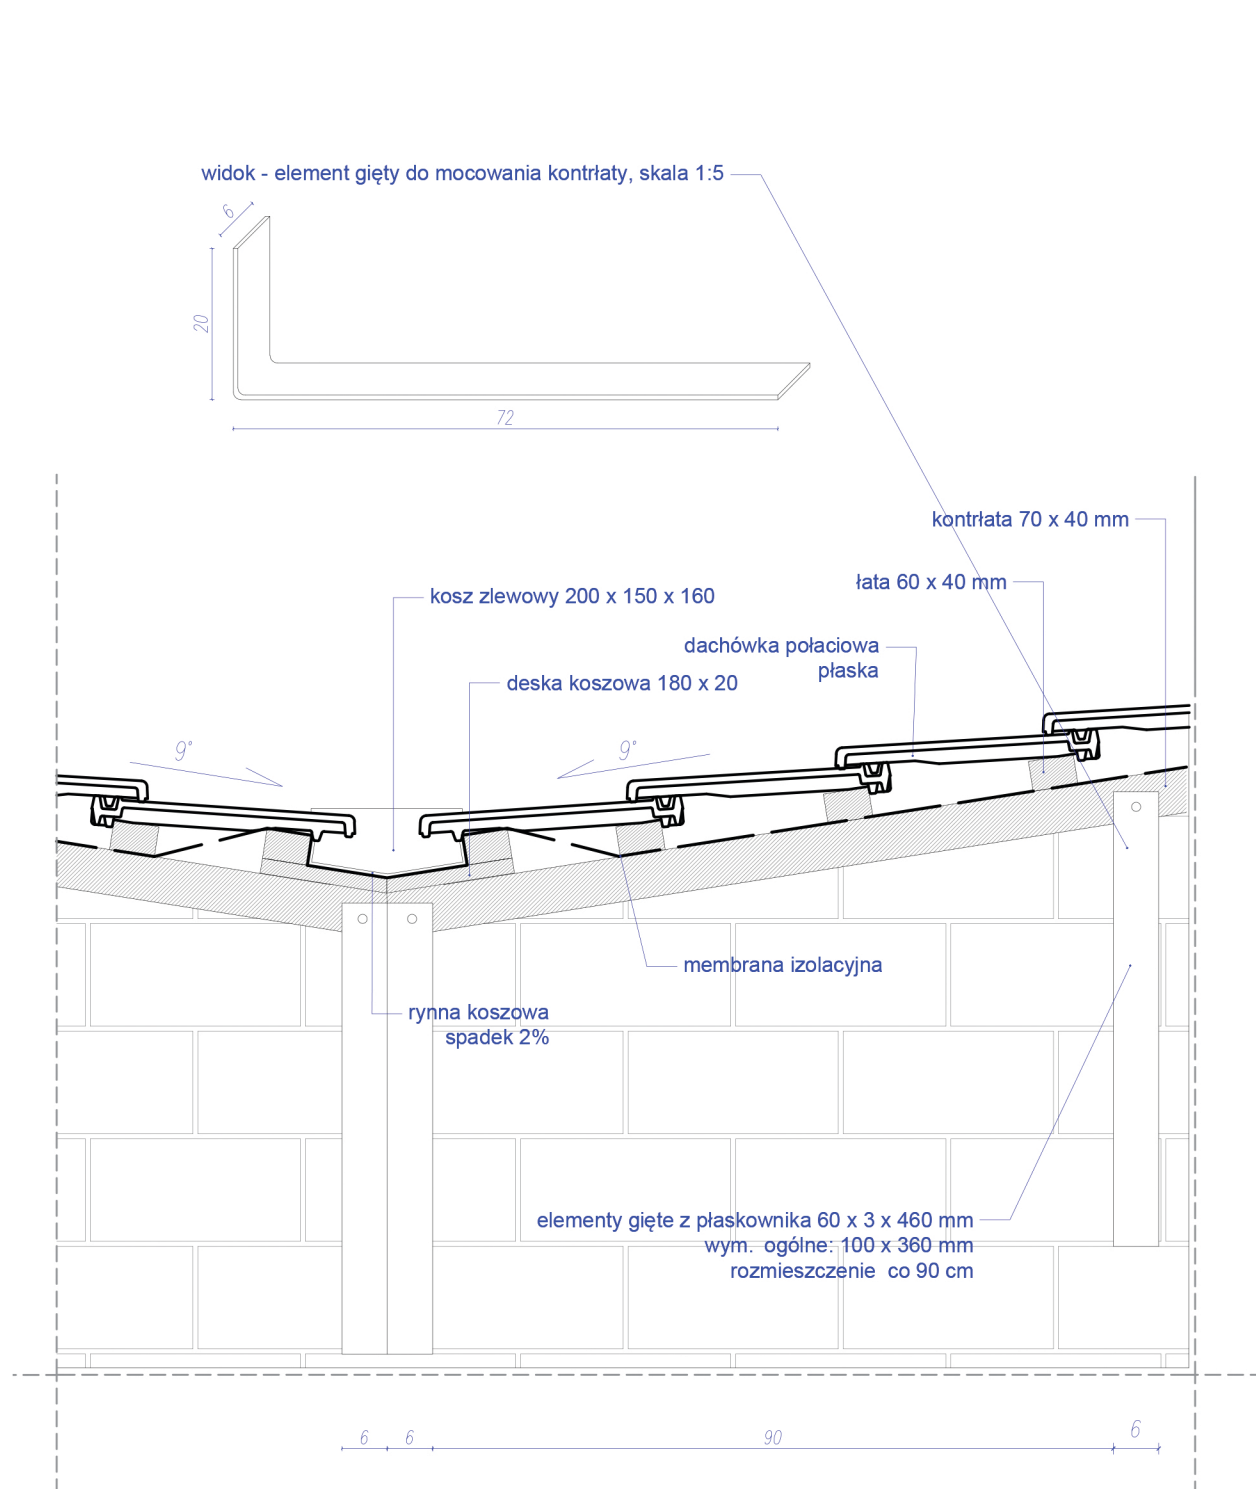 widok - element gięty do mocowania kontrłaty, skala 1:5
6
20
72
kontrłata 70 x 40 mm
łata 60 x 40 mm
kosz zlewowy 200 x 150 x 160
dachówka połaciowa
płaska
deska koszowa 180 x 20
9°
9°
membrana izolacyjna
rynna koszowa
spadek 2%
elementy gięte z płaskownika 60 x 3 x 460 mm
wym. ogólne: 100 x 360 mm
rozmieszczenie co 90 cm
6
6
90
6